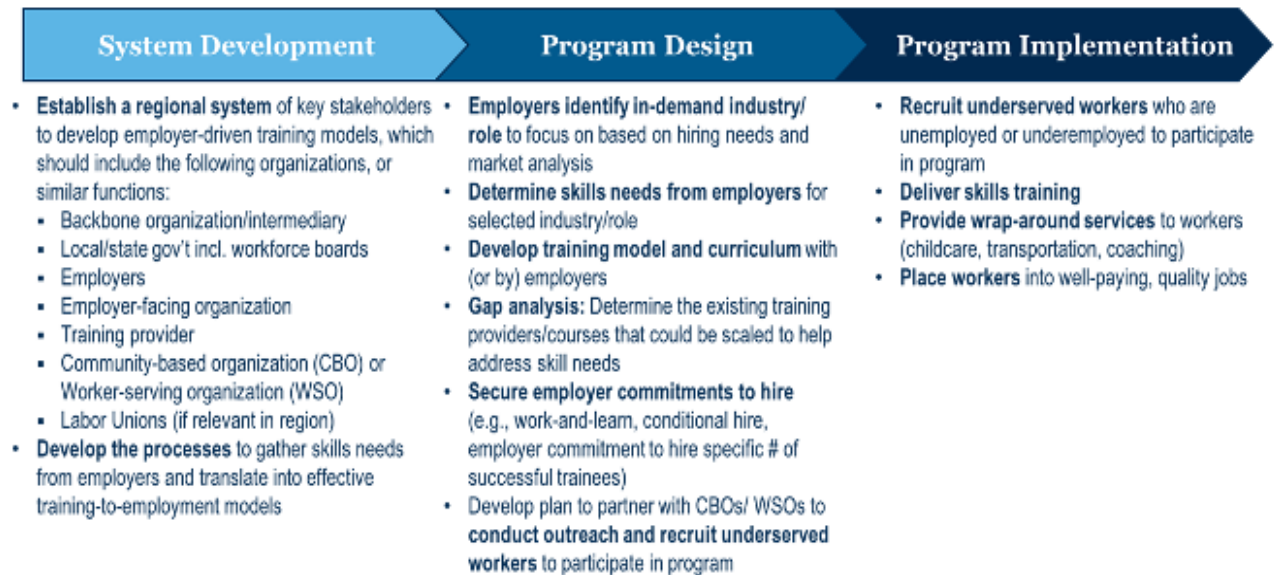 System Development
• Establish a regional system of key stakeholders
to develop employer-driven training models, which
should include the following organizations, or
similar functions:
▪ Backbone organization/intermediary
▪ Local/state gov't incl. workforce boards
▪ Employers
▪ Employer-facing organization
▪ Training provider
▪ Community-based organization (CBO) or
Worker-serving organization (WSO)
▪ Labor Unions (if relevant in region)
• Develop the processes to gather skills needs
from employers and translate into effective
training-to-employment models
Program Design
• Employers identify in-demand industry/
role to focus on based on hiring needs and
market analysis
• Determine skills needs from employers for
selected industry/role
• Develop training model and curriculum with
(or by) employers
• Gap analysis: Determine the existing training
providers/courses that could be scaled to help
address skill needs
• Secure employer commitments to hire
(e.g., work-and-learn, conditional hire,
employer commitment to hire specific # of
successful trainees)
• Develop plan to partner with CBOs/ WSOs to
conduct outreach and recruit underserved
workers to participate in program
Program Implementation
• Recruit underserved workers who are
unemployed or underemployed to participate
in program
• Deliver skills training
• Provide wrap-around services to workers
(childcare, transportation, coaching)
• Place workers into well-paying, quality jobs